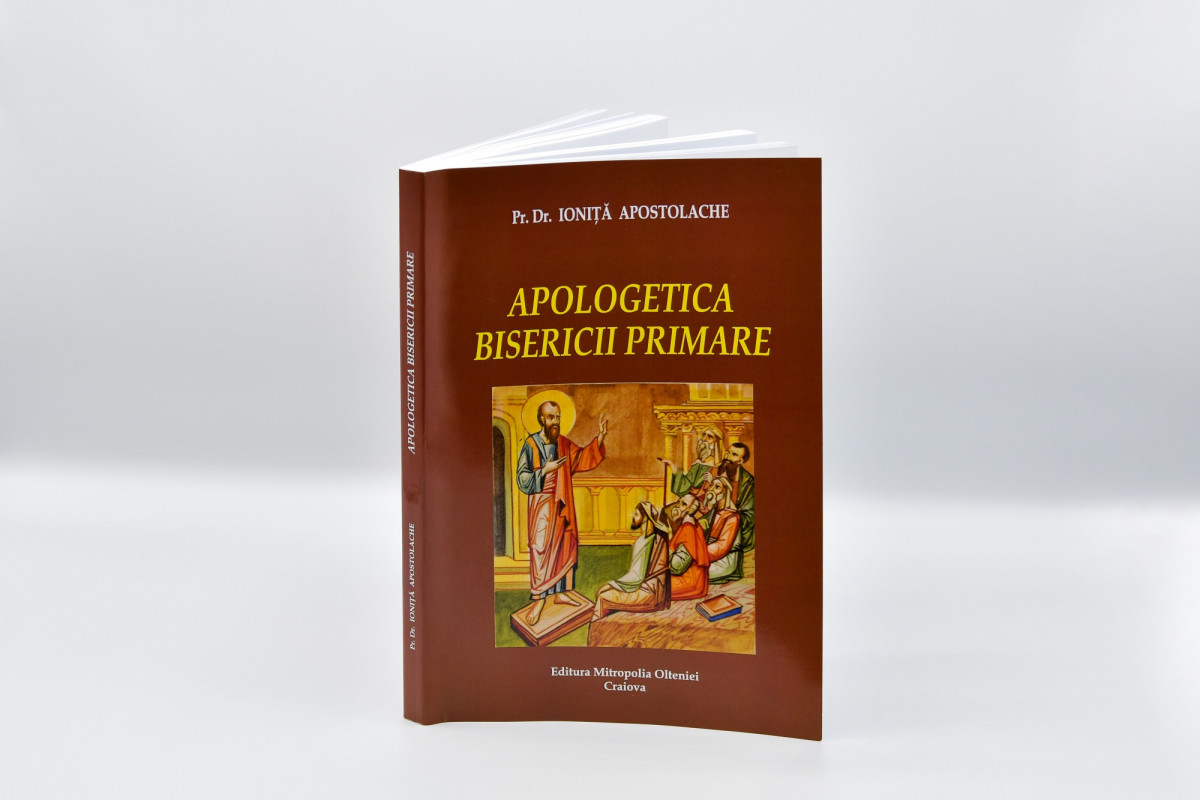 Pr. Dr. IONIȚĂ APOSTOLACHE
APOLOGETICA
BISERICII PRIMARE
Editura Mitropolia Olteniei
Craiova
Pr. Dr. IONIȚĂ APOSTOLACHE
APOLOGETICA BISERICII PRIMARE